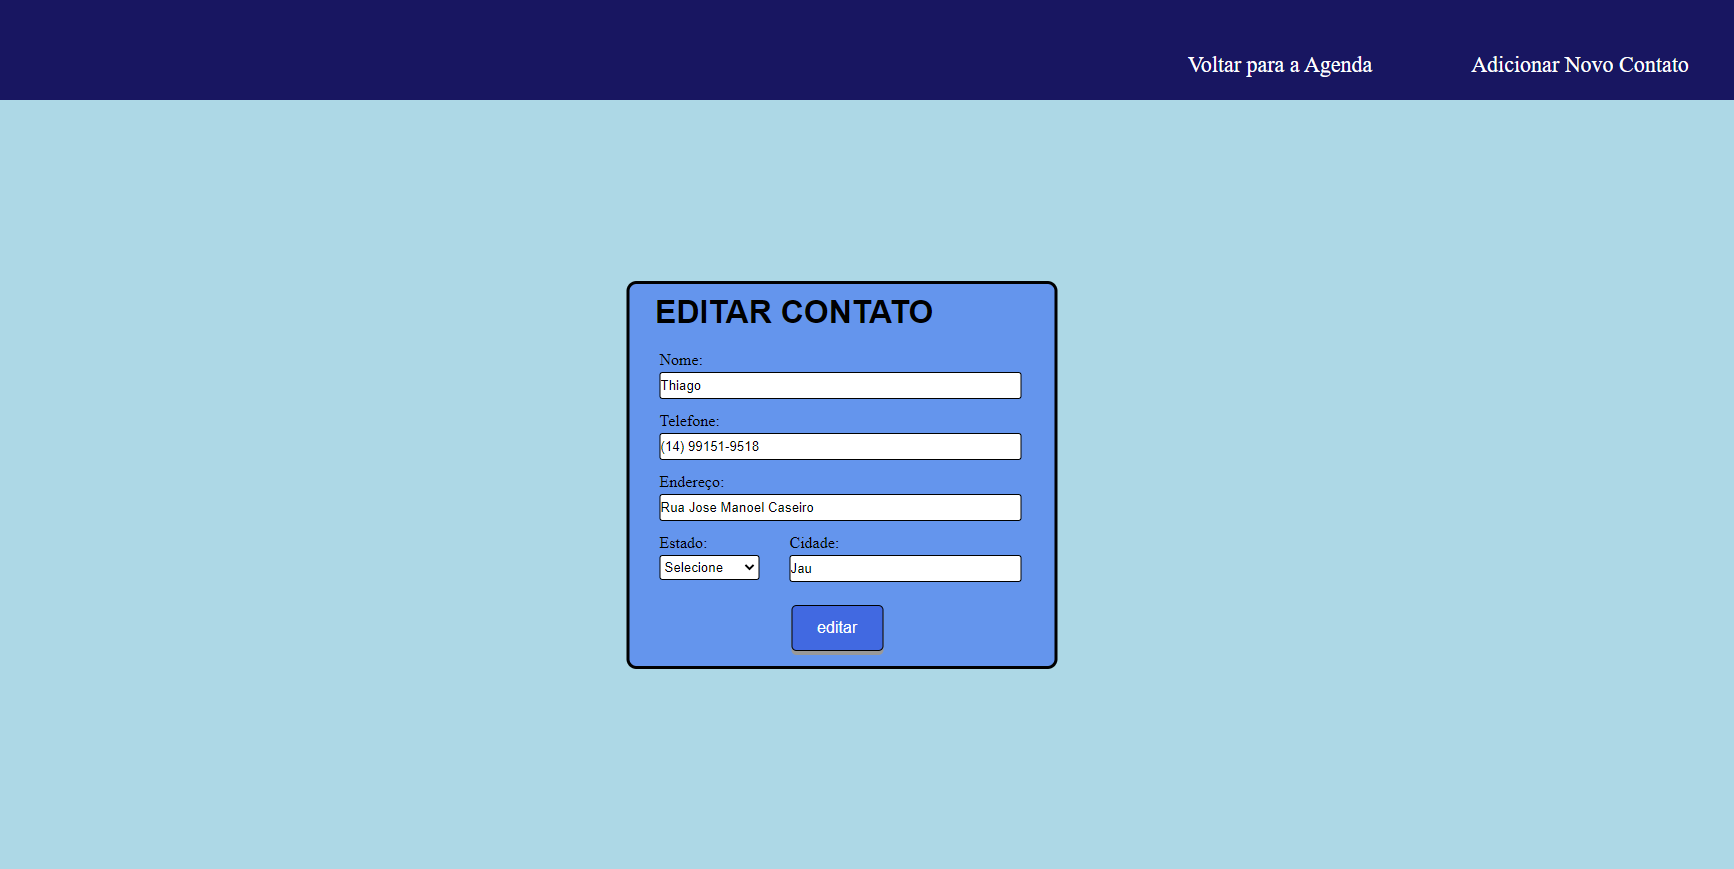 Voltar para a Agenda Adicionar Novo Contato
EDITAR CONTATO
Nome:
Thiago
Telefone:
(14) 99151-9518
Endereço:
Rua Jose Manoel Caseiro
Estado: Cidade:
Selecione Jau
editar